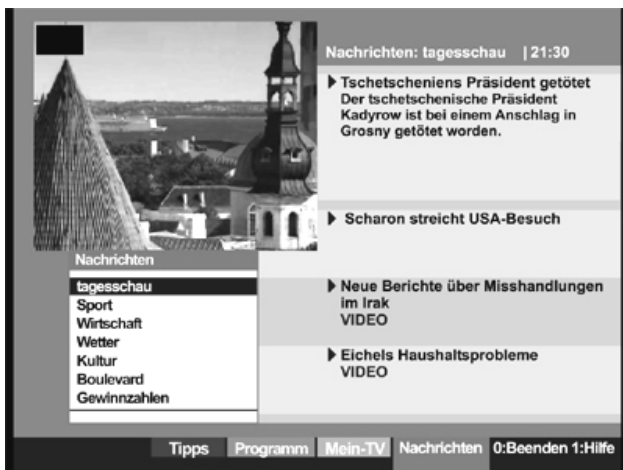 Nachrichten: tagesschau | 21:30
Tschetscheniens Präsident getötet
Der tschetschenische Präsident
Kadyrow ist bei einem Anschlag in
Grosny getötet worden.
Scharon streicht USA-Besuch
Neue Berichte über Misshandlungen
im Irak
VIDEO
Eichels Haushaltsprobleme
VIDEO
Nachrichten
tagesschau
Sport
Wirtschaft
Wetter
Kultur
Boulevard
Gewinnzahlen
Tipps Programm Mein-TV Nachrichten 0:Beenden 1:Hilfe